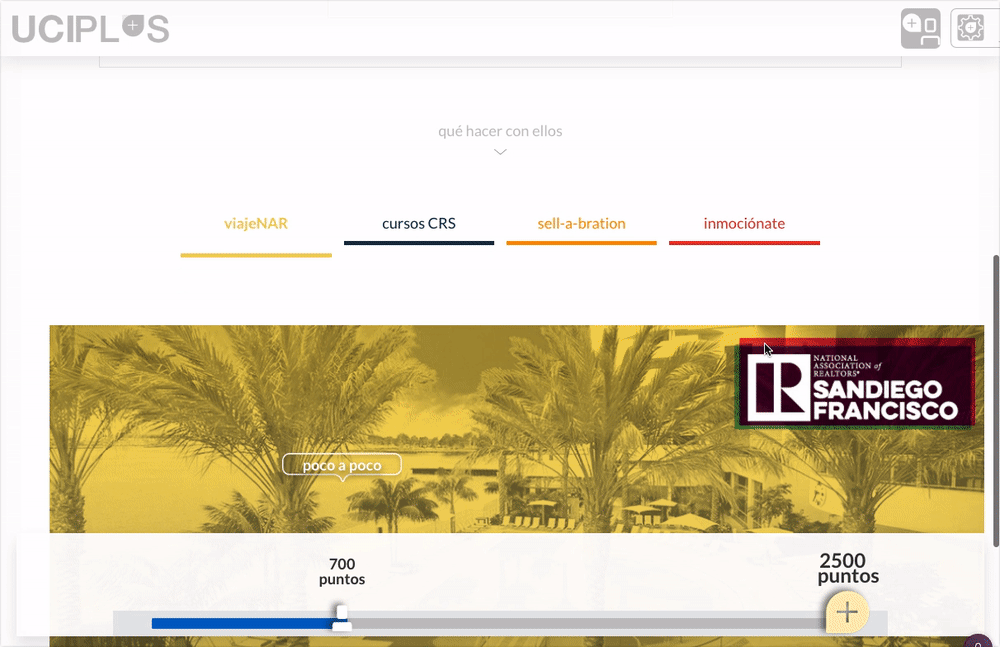 UCIPLUS
qué hacer con ellos
viajeNAR
cursos CRS
sell-a-bration
inmociónate
NATIONAL
ASSOCIATION of
REALTORS®
SANDIEGO
FRANCISCO
poco a poco
700
puntos
2500
puntos